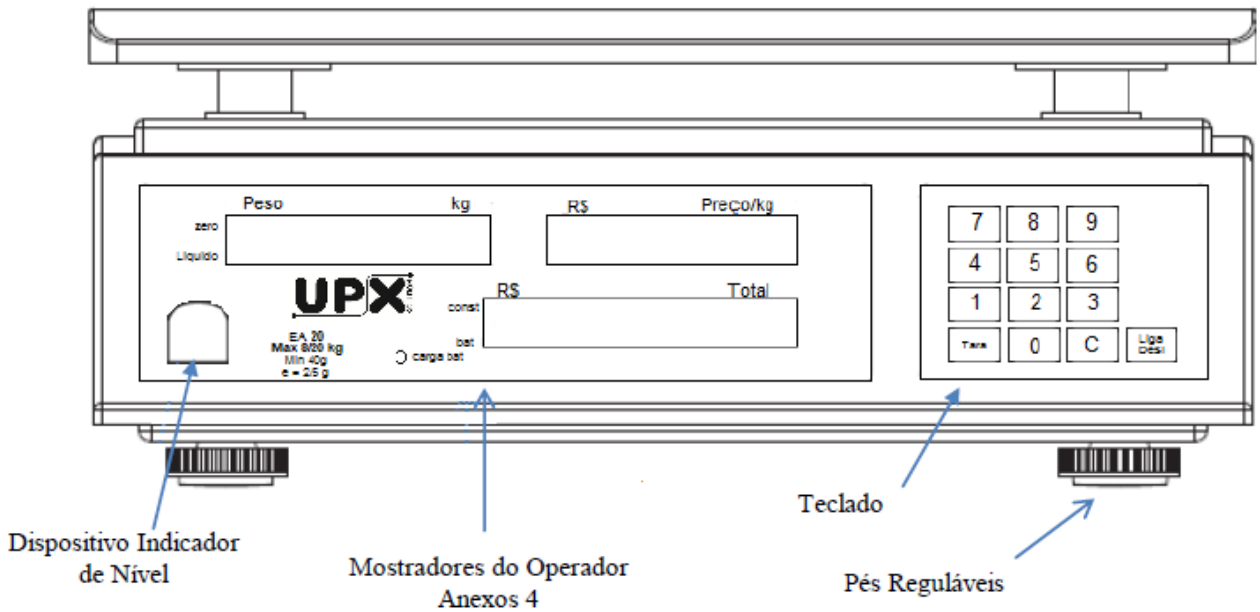 Peso kg
R$ Preço/kg
zero
Líquido
UPX
R$ Total
const
bat
EA 20
Max 8/20 kg
Min 40g
e = 2/5 g
carga bat
7 8 9
4 5 6
1 2 3
Tara 0 C Liga
Desl
Teclado
Dispositivo Indicador
de Nível
Mostradores do Operador
Anexos 4
Pés Reguláveis